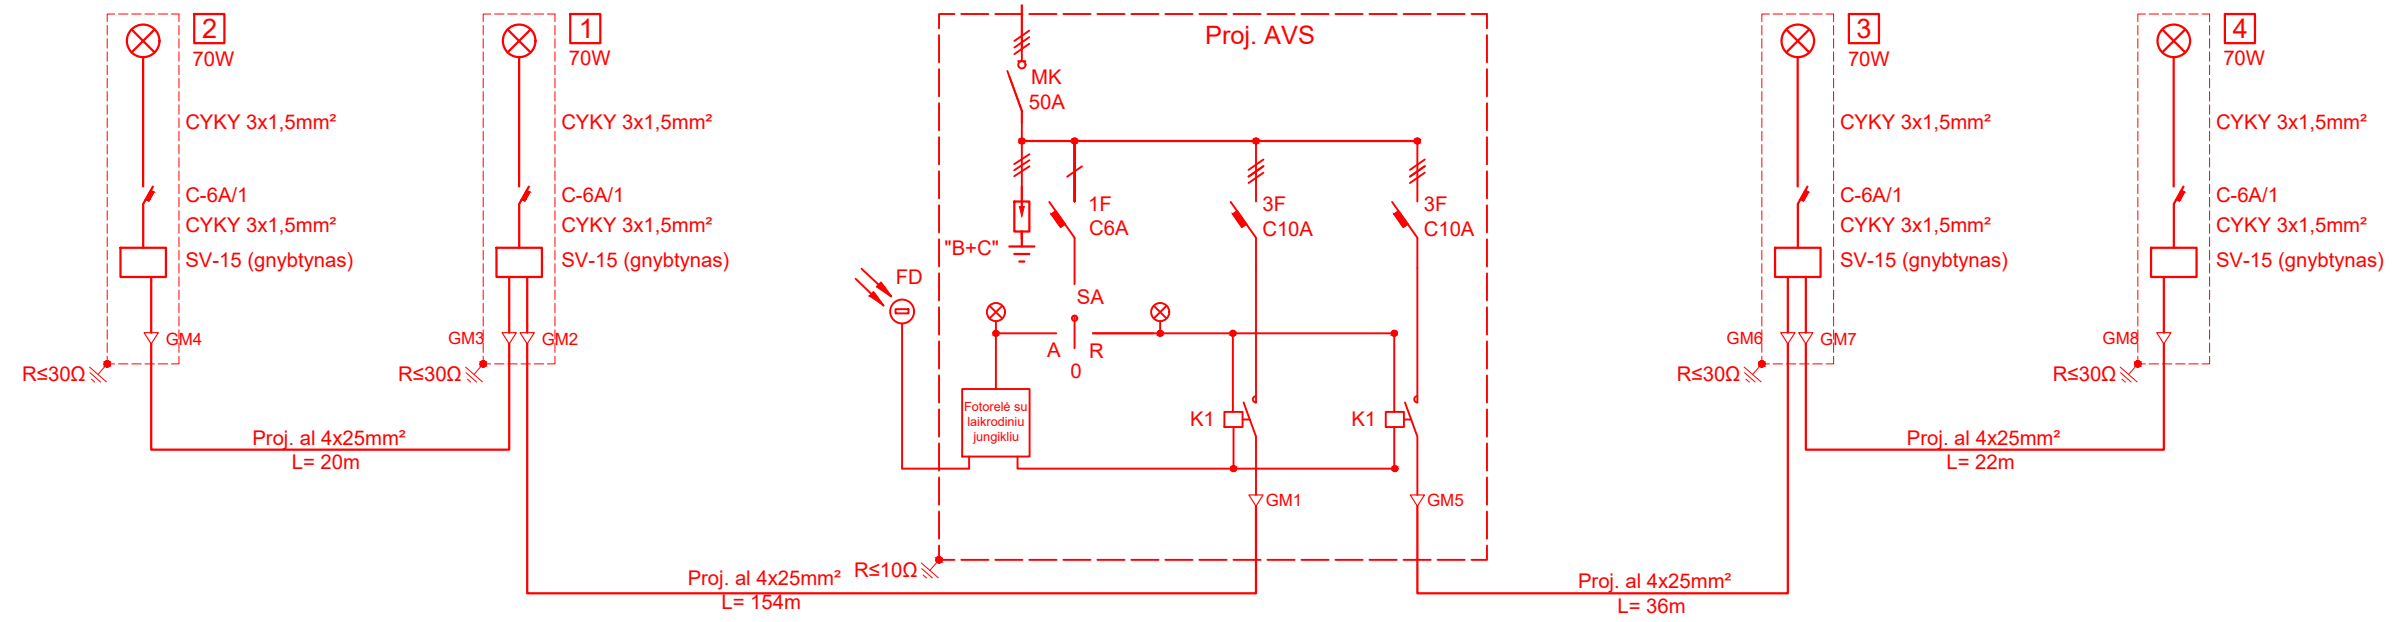 2
70W
CYKY 3x1,5mm²
C-6A/1
CYKY 3x1,5mm²
SV-15 (gnybtynas)
GM4
R≤30Ω
1
70W
CYKY 3x1,5mm²
C-6A/1
CYKY 3x1,5mm²
SV-15 (gnybtynas)
GM3
GM2
R≤30Ω
Proj. al 4x25mm²
L= 20m
Proj. al 4x25mm²
L= 154m
Proj. AVS
MK
50A
"B+C"
1F
C6A
3F
C10A
3F
C10A
FD
SA
A
R
0
Fotorelė su
laikrodiniu
jungikliu
K1
K1
GM1
GM5
R≤10Ω
3
70W
CYKY 3x1,5mm²
C-6A/1
CYKY 3x1,5mm²
SV-15 (gnybtynas)
GM6
GM7
R≤30Ω
4
70W
CYKY 3x1,5mm²
C-6A/1
CYKY 3x1,5mm²
SV-15 (gnybtynas)
GM8
R≤30Ω
Proj. al 4x25mm²
L= 22m
Proj. al 4x25mm²
L= 36m